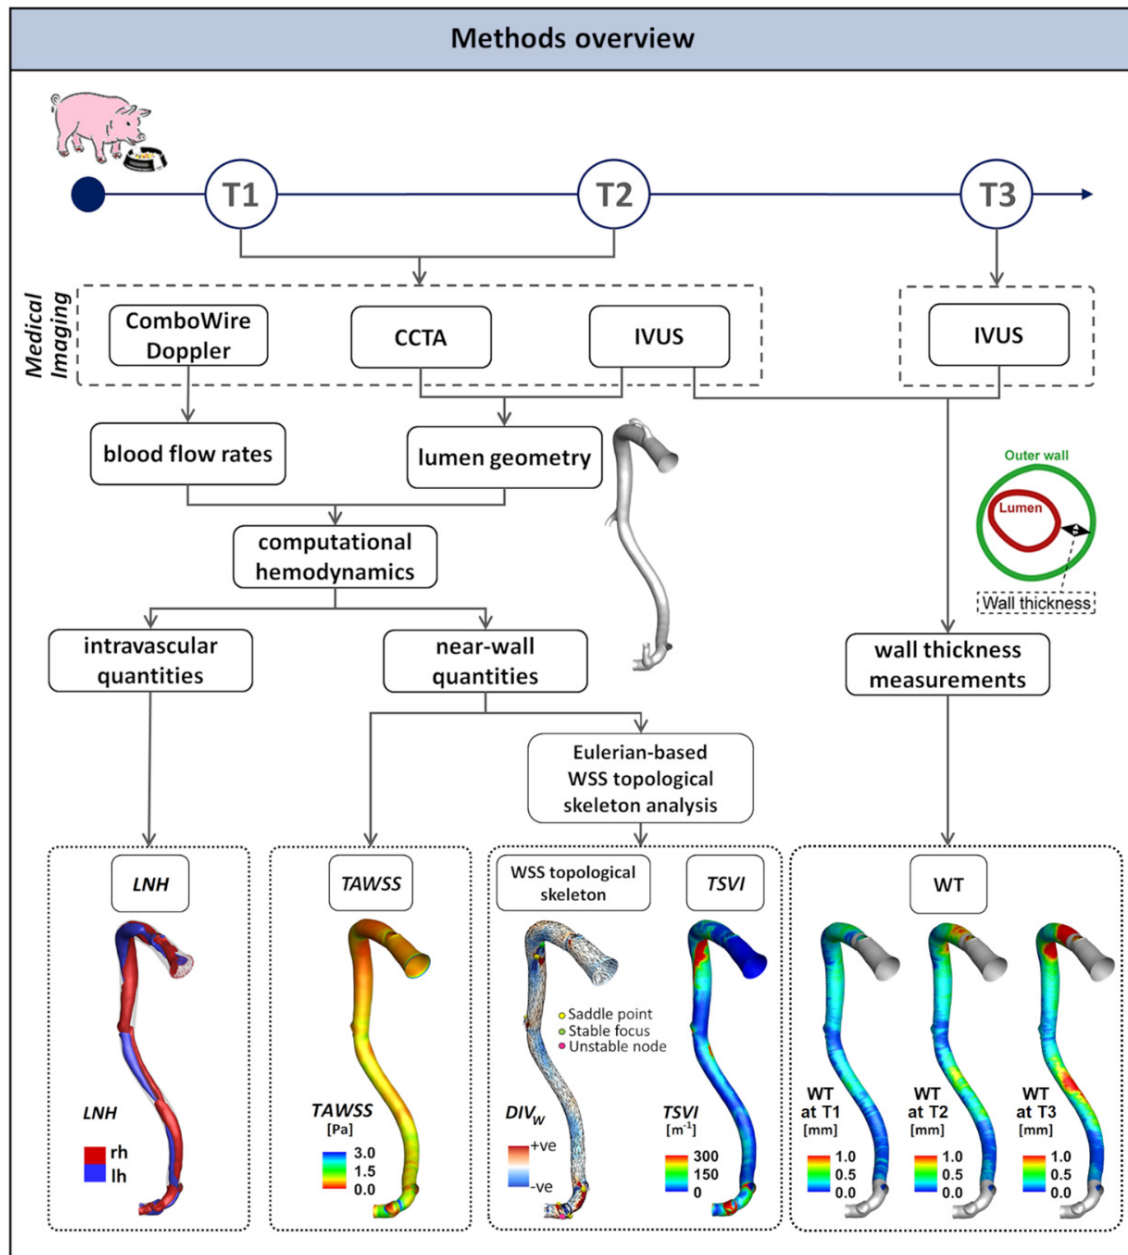 Methods overview
T1
T2
T3
Medical
Imaging
ComboWire
Doppler
CCTA
IVUS
IVUS
blood flow rates
lumen geometry
Outer wall
Lumen
Wall thickness
computational
hemodynamics
intravascular
quantities
near-wall
quantities
wall thickness
measurements
Eulerian-based
WSS topological
skeleton analysis
LNH
TAWSS
WSS topological
skeleton
TSVI
WT
Saddle point
Stable focus
Unstable node
LNH
rh
lh
TAWSS
[Pa]
3.0
1.5
0.0
DIVW
+ve
-ve
TSVI
[m-1]
300
150
0
WT
at T1
[mm]
1.0
0.5
0.0
WT
at T2
[mm]
1.0
0.5
0.0
WT
at T3
[mm]
1.0
0.5
0.0